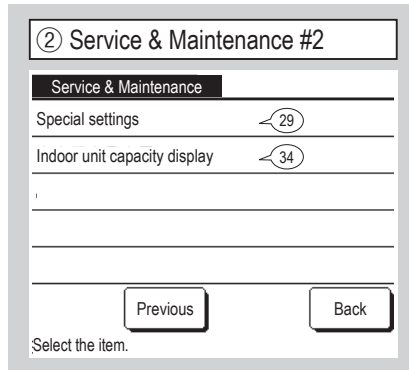 ② Service & Maintenance #2
Service & Maintenance
Special settings 29
Indoor unit capacity display 34
Previous Back
Select the item.